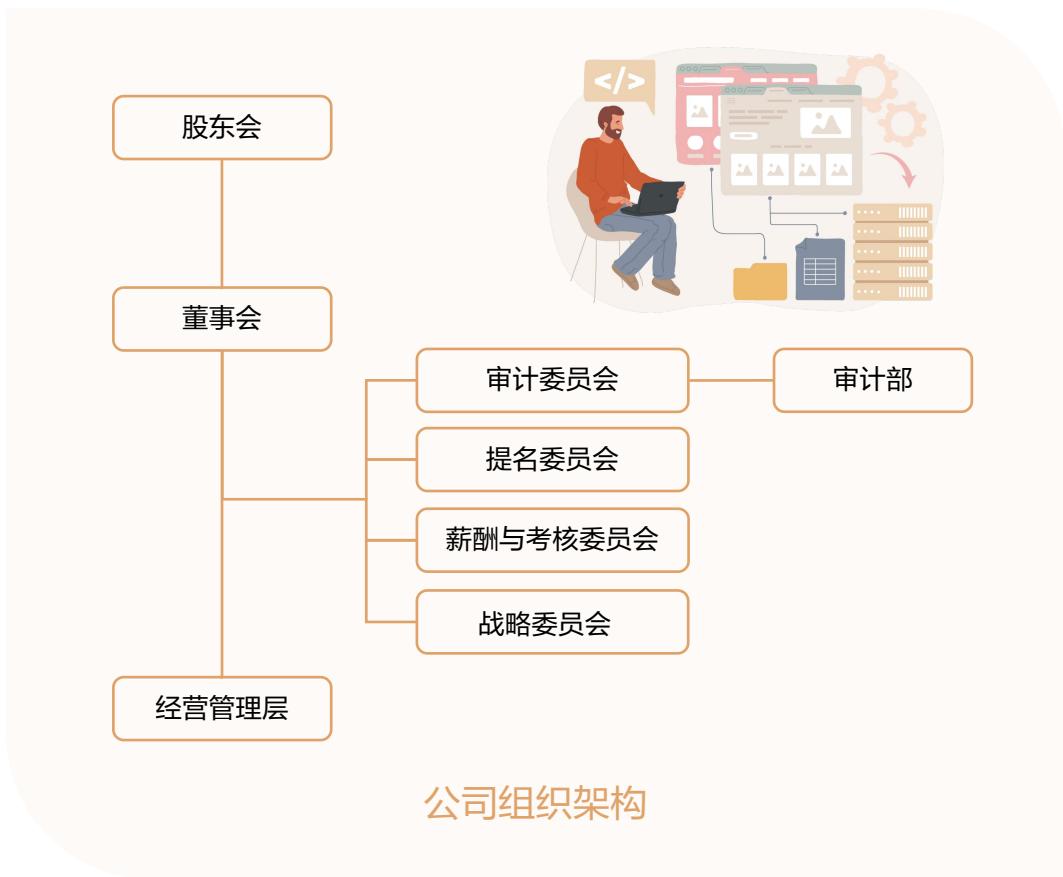 </>
股东会
董事会
审计委员会
审计部
提名委员会
薪酬与考核委员会
战略委员会
经营管理层
公司组织架构